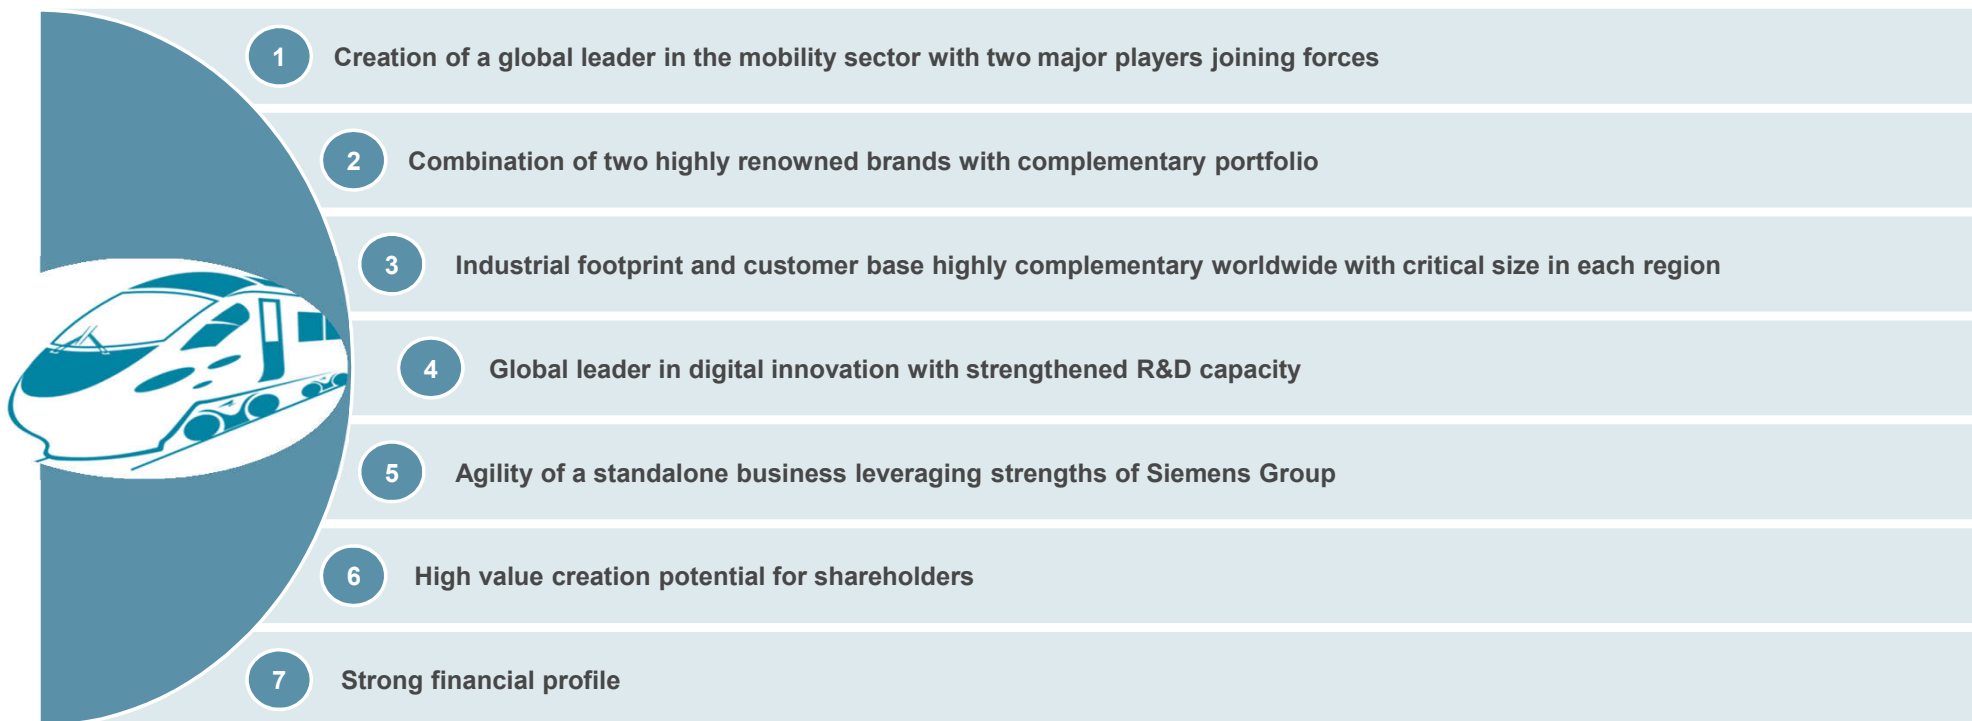 1 Creation of a global leader in the mobility sector with two major players joining forces
2 Combination of two highly renowned brands with complementary portfolio
3 Industrial footprint and customer base highly complementary worldwide with critical size in each region
4 Global leader in digital innovation with strengthened R&D capacity
5 Agility of a standalone business leveraging strengths of Siemens Group
6 High value creation potential for shareholders
7 Strong financial profile